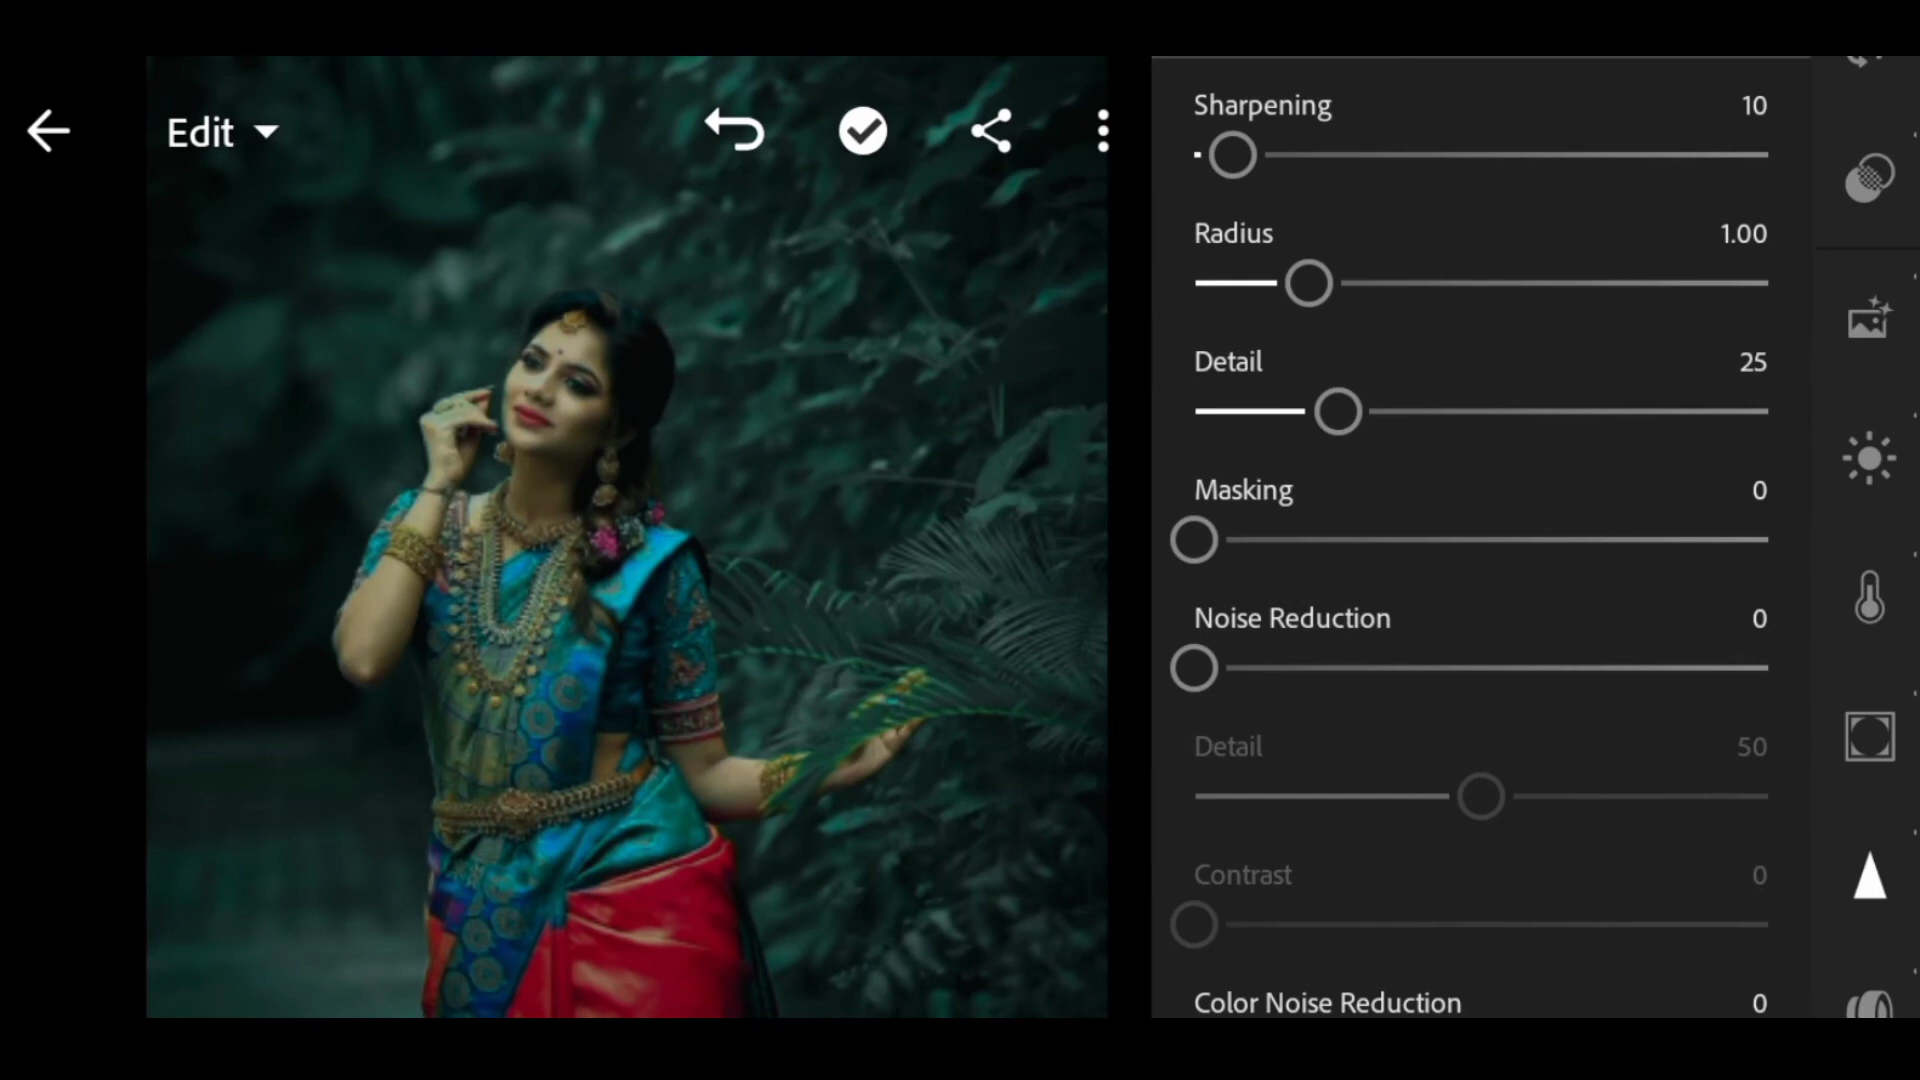 Edit
Sharpening 10
Radius 1.00
Detail 25
Masking 0
Noise Reduction 0
Detail 50
Contrast 0
Color Noise Reduction 0